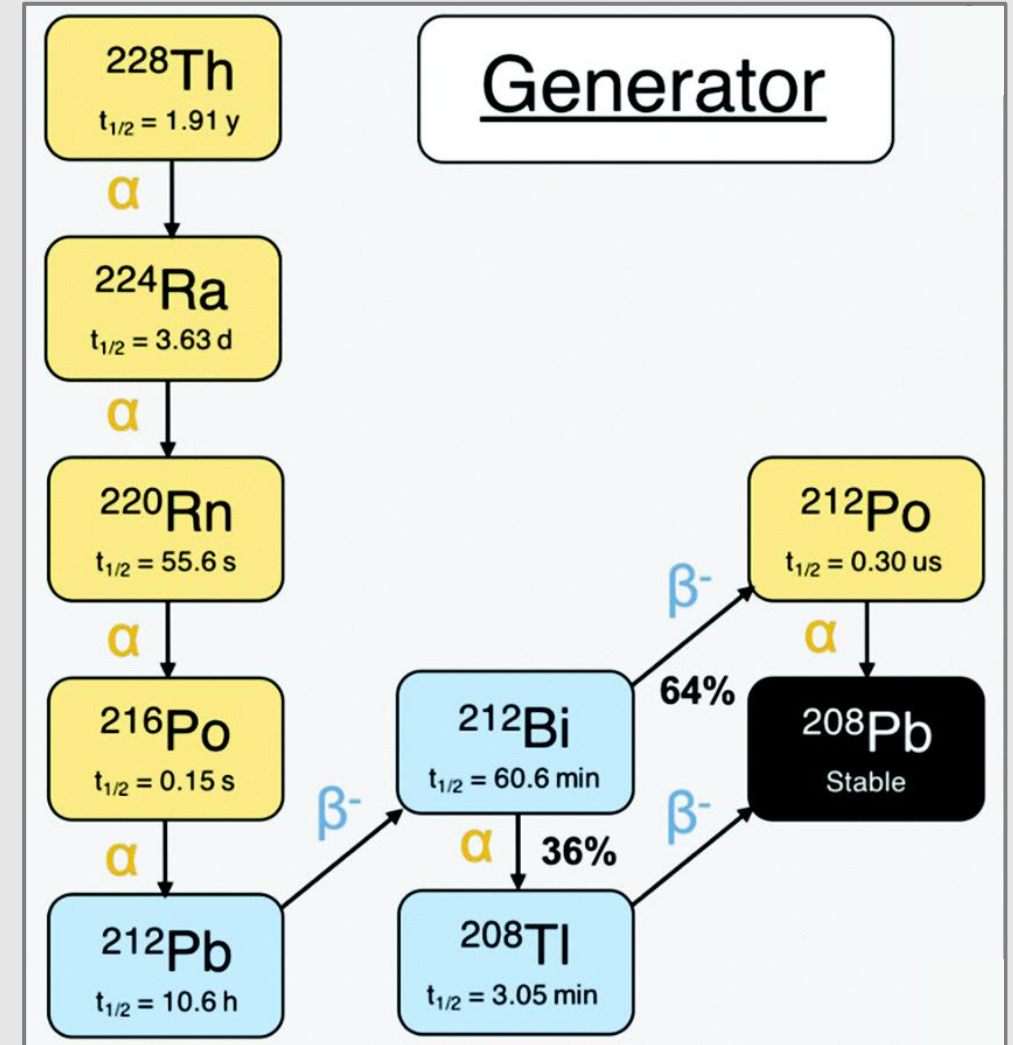 ²²⁸Th
t₁/₂ = 1.91 y
Generator
α
²²⁴Ra
t₁/₂ = 3.63 d
α
²²⁰Rn
t₁/₂ = 55.6 s
²¹²Po
t₁/₂ = 0.30 us
β⁻
α
α
64%
²¹⁶Po
t₁/₂ = 0.15 s
²¹²Bi
t₁/₂ = 60.6 min
²⁰⁸Pb
Stable
β⁻
β⁻
α
α
36%
²¹²Pb
t₁/₂ = 10.6 h
²⁰⁸Tl
t₁/₂ = 3.05 min